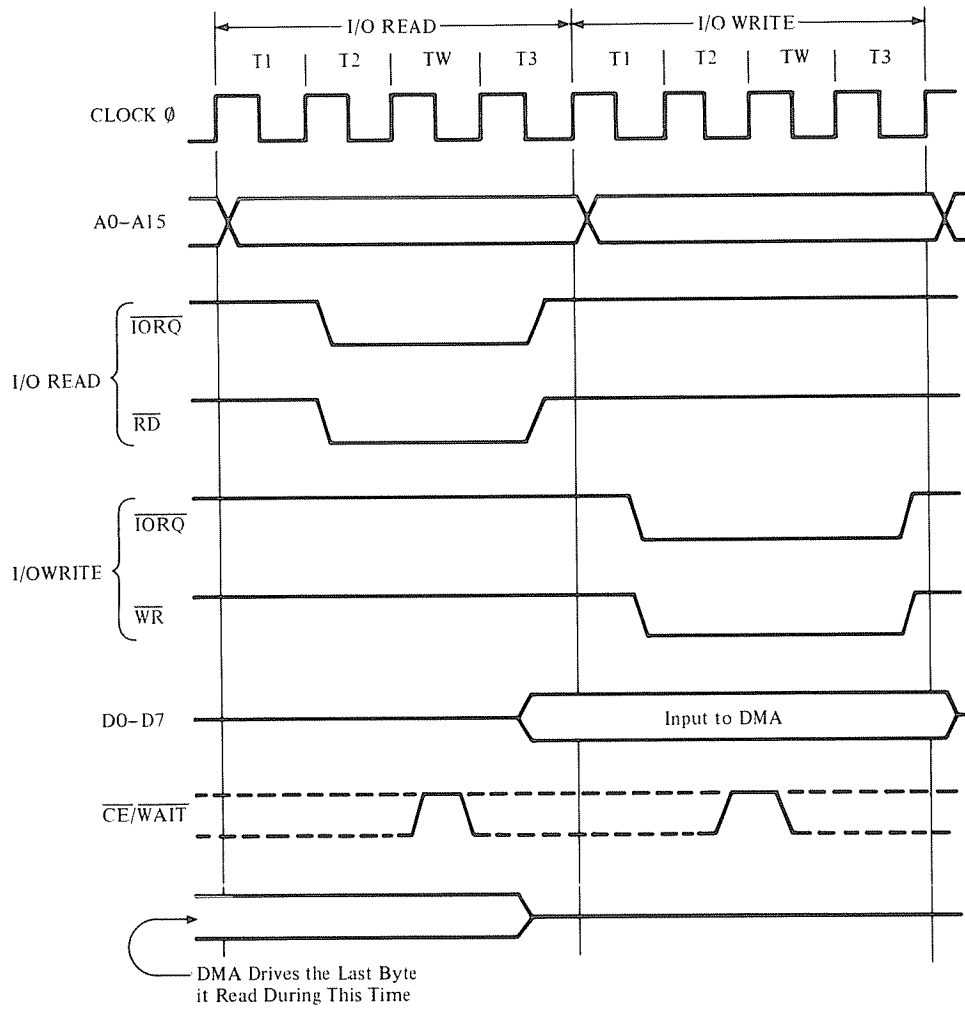 I/O READ
I/O WRITE
T1 T2 TW T3 T1 T2 TW T3
CLOCK Ø
A0–A15
I/O READ
IORQ
RD
I/OWRITE
IORQ
WR
D0–D7
Input to DMA
CE/WAIT
DMA Drives the Last Byte
it Read During This Time